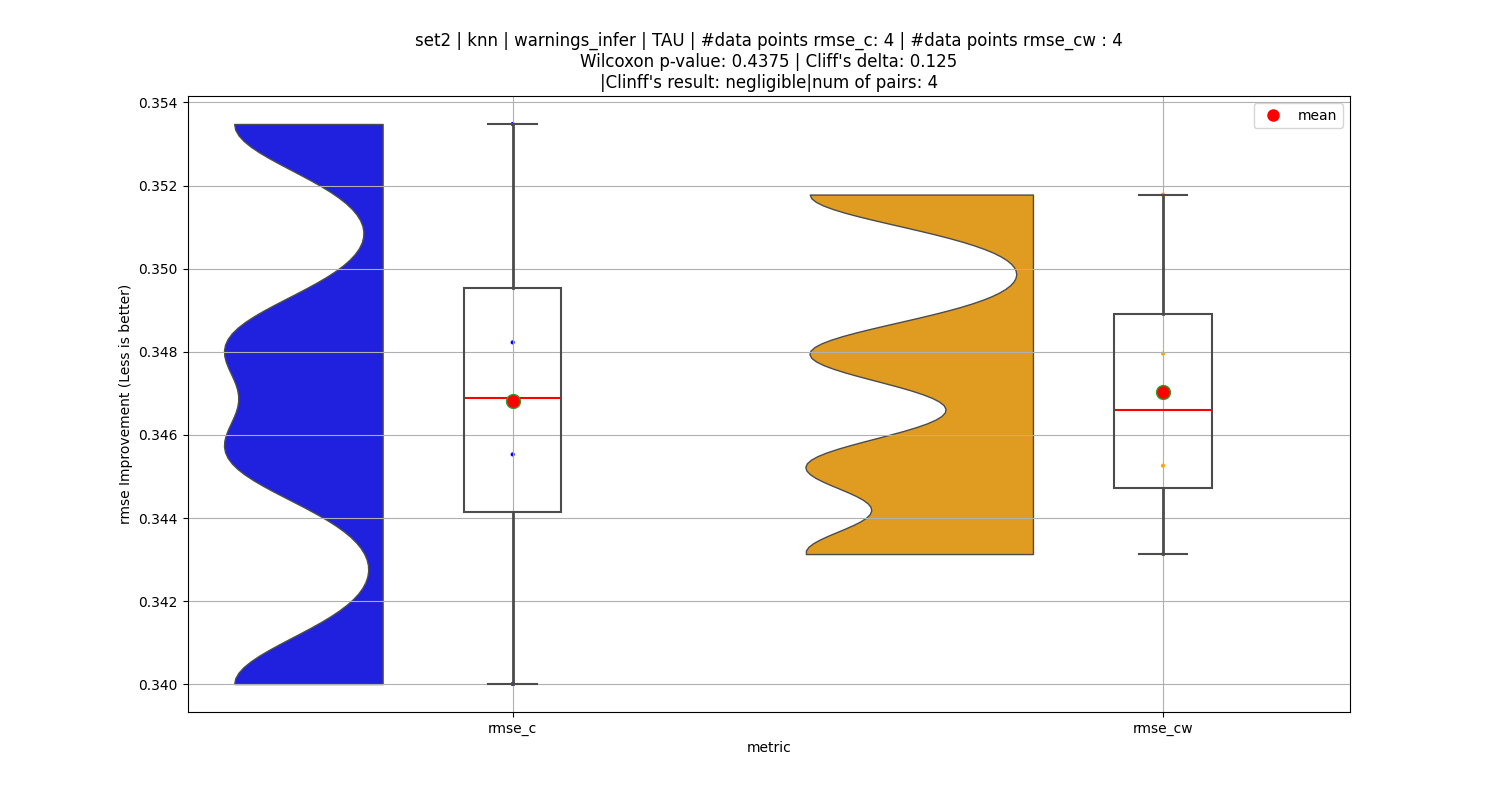 set2 | knn | warnings_infer | TAU | #data points rmse_c: 4 | #data points rmse_cw : 4
Wilcoxon p-value: 0.4375 | Cliff's delta: 0.125
|Clinff's result: negligible|num of pairs: 4
mean
rmse Improvement (Less is better)
0.354
0.352
0.350
0.348
0.346
0.344
0.342
0.340
rmse_c
rmse_cw
metric